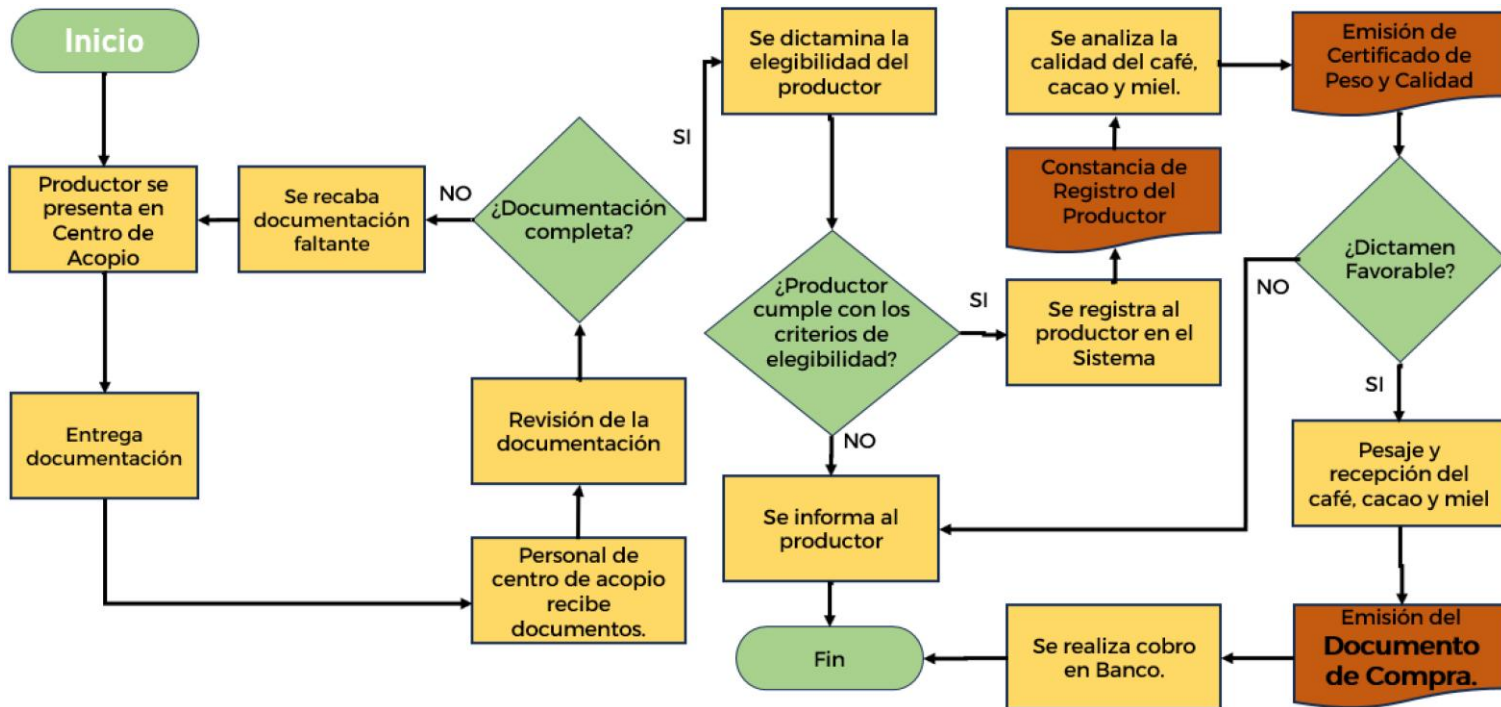 Inicio
Productor se
presenta en
Centro de
Acopio
Entrega
documentación
Personal de
centro de acopio
recibe
documentos.
Revisión de la
documentación
¿Documentación
completa?
NO
Se recaba
documentación
faltante
SI
Se dictamina la
elegibilidad del
productor
¿Productor
cumple con los
criterios de
elegibilidad?
NO
Se informa al
productor
Fin
SI
Se registra al
productor en el
Sistema
Constancia de
Registro del
Productor
Se analiza la
calidad del café,
cacao y miel.
Emisión de
Certificado de
Peso y Calidad
¿Dictamen
Favorable?
NO
SI
Pesaje y
recepción del
café, cacao y miel
Emisión del
Documento
de Compra.
Se realiza cobro
en Banco.